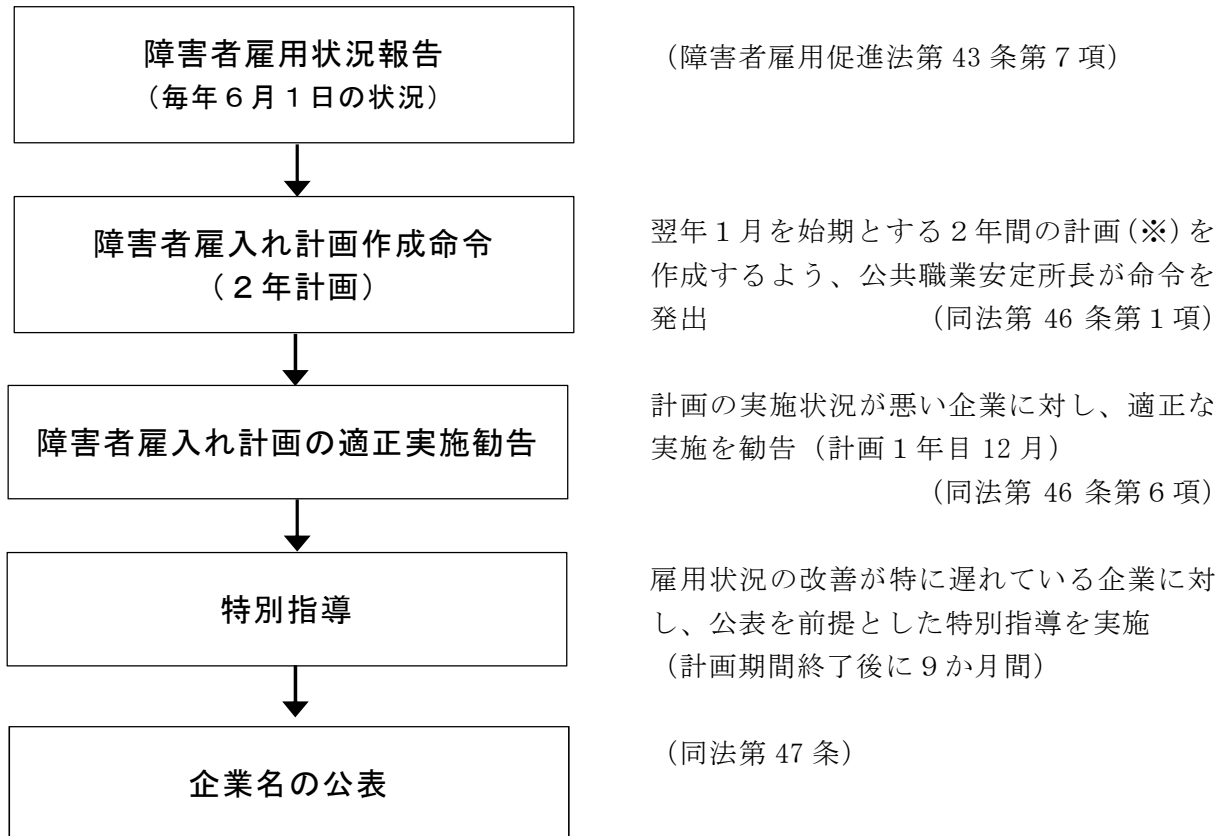 障害者雇用状況報告
（毎年６月１日の状況）
（障害者雇用促進法第 43 条第７項）
障害者雇入れ計画作成命令
（２年計画）
翌年１月を始期とする２年間の計画（※）を
作成するよう、公共職業安定所長が命令を
発出　（同法第 46 条第１項）
障害者雇入れ計画の適正実施勧告
計画の実施状況が悪い企業に対し、適正な
実施を勧告（計画１年目 12 月）
（同法第 46 条第６項）
特別指導
雇用状況の改善が特に遅れている企業に対
し、公表を前提とした特別指導を実施
（計画期間終了後に９か月間）
企業名の公表
（同法第 47 条）